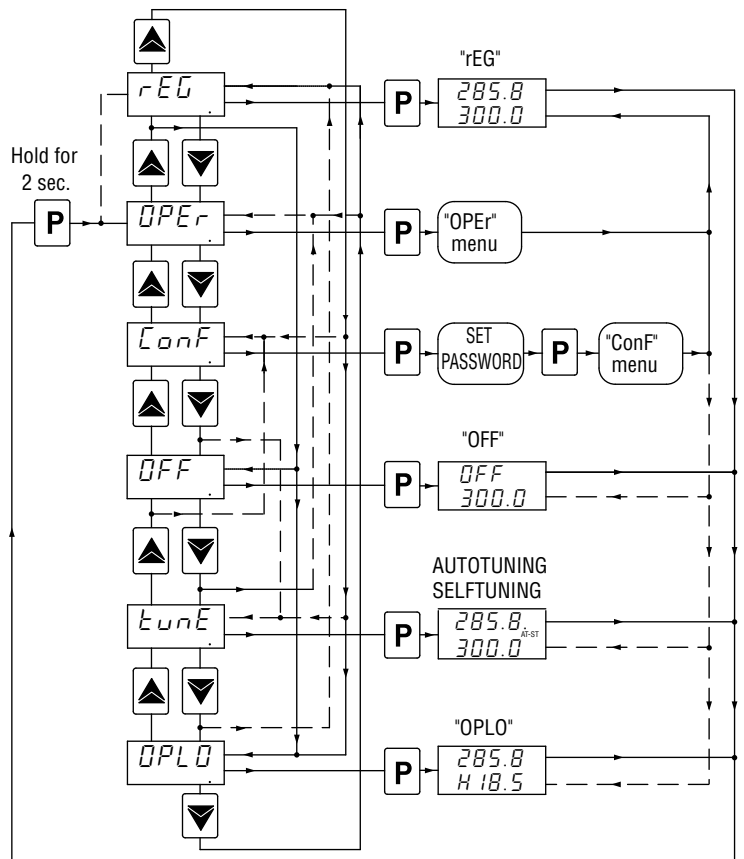 "rEG"
rEG
P
285.8
300.0
Hold for
2 sec.
P
OPEr
P
"OPEr"
menu
ConF
P
SET
PASSWORD
P
"ConF"
menu
"OFF"
OFF
P
OFF
300.0
AUTOTUNING
SELFTUNING
tunE
P
285.8.
AT-ST
300.0
"OPLO"
OPLO
P
285.8
H18.5